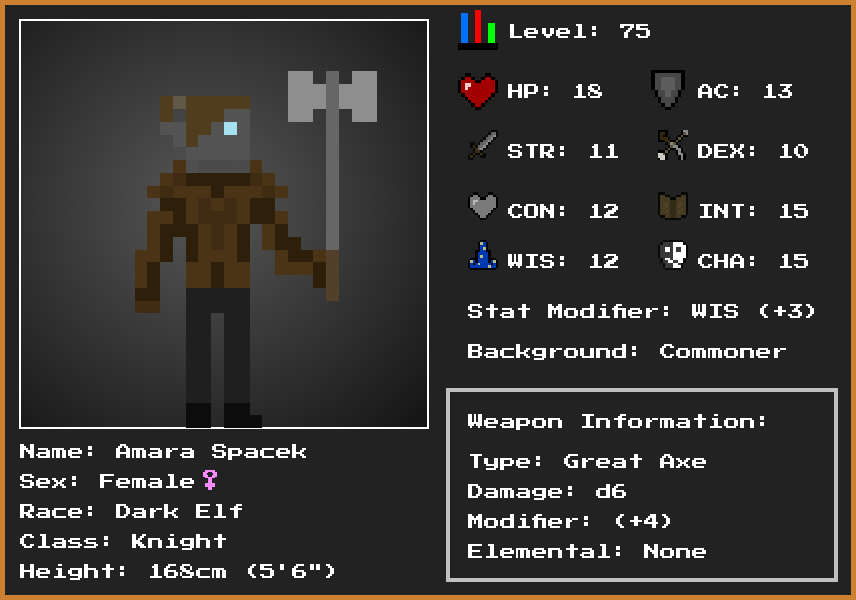 Level: 75
HP: 18 AC: 13
STR: 11 DEX: 10
CON: 12 INT: 15
WIS: 12 CHA: 15
Stat Modifier: WIS (+3)
Background: Commoner
Weapon Information:
Type: Great Axe
Damage: d6
Modifier: (+4)
Elemental: None
Name: Amara Spacek
Sex: Female♀
Race: Dark Elf
Class: Knight
Height: 168cm (5'6")